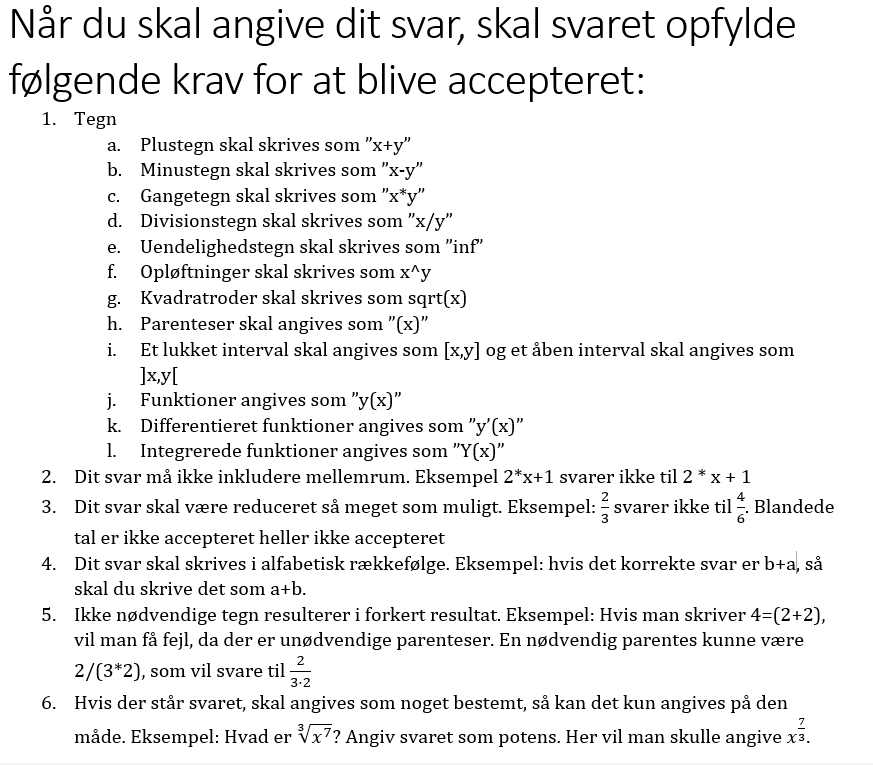 Når du skal angive dit svar, skal svaret opfylde
følgende krav for at blive accepteret:
1. Tegn
a. Plustegn skal skrives som ”x+y”
b. Minustegn skal skrives som ”x-y”
c. Gangetegn skal skrives som ”x*y”
d. Divisionstegn skal skrives som ”x/y”
e. Uendelighedstegn skal skrives som ”inf”
f. Opløftninger skal skrives som x^y
g. Kvadratroder skal skrives som sqrt(x)
h. Parenteser skal angives som ”(x)”
i. Et lukket interval skal angives som [x,y] og et åben interval skal angives som
]x,y[
j. Funktioner angives som ”y(x)”
k. Differentieret funktioner angives som ”y’(x)”
l. Integrerede funktioner angives som ”Y(x)”
2. Dit svar må ikke inkludere mellemrum. Eksempel 2*x+1 svarer ikke til 2 * x + 1
3. Dit svar skal være reduceret så meget som muligt. Eksempel: $\frac{2}{3}$ svarer ikke til $\frac{4}{6}$. Blandede
tal er ikke accepteret heller ikke accepteret
4. Dit svar skal skrives i alfabetisk rækkefølge. Eksempel: hvis det korrekte svar er b+a, så
skal du skrive det som a+b.
5. Ikke nødvendige tegn resulterer i forkert resultat. Eksempel: Hvis man skriver 4=(2+2),
vil man få fejl, da der er unødvendige parenteser. En nødvendig parentes kunne være
2/(3*2), som vil svare til $\frac{2}{3 \cdot 2}$
6. Hvis der står svaret, skal angives som noget bestemt, så kan det kun angives på den
måde. Eksempel: Hvad er $\sqrt[3]{x^7}$? Angiv svaret som potens. Her vil man skulle angive $x^{\frac{7}{3}}$.